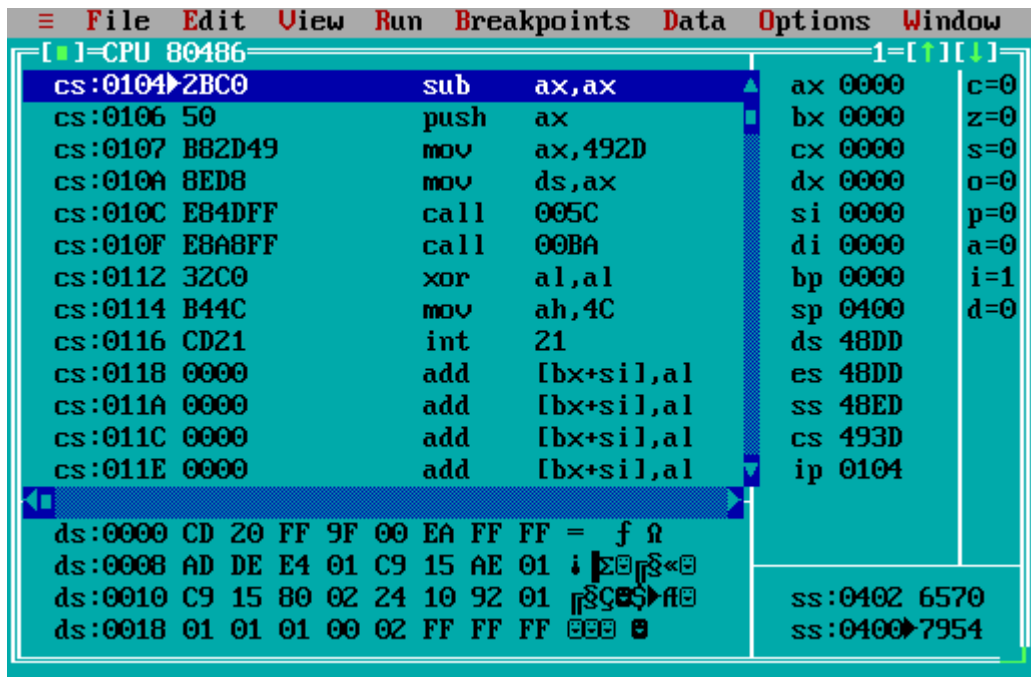 ≡ File Edit View Run Breakpoints Data Options Window
[■]=CPU 80486 1=[↑][↓]
cs:0104►2BC0 sub ax,ax ax 0000 c=0
cs:0106 50 push ax bx 0000 z=0
cs:0107 B82D49 mov ax,492D cx 0000 s=0
cs:010A 8ED8 mov ds,ax dx 0000 o=0
cs:010C E84DFF call 005C si 0000 p=0
cs:010F E8A8FF call 00BA di 0000 a=0
cs:0112 32C0 xor al,al bp 0000 i=1
cs:0114 B44C mov ah,4C sp 0400 d=0
cs:0116 CD21 int 21 ds 48DD
cs:0118 0000 add [bx+si],al es 48DD
cs:011A 0000 add [bx+si],al ss 48ED
cs:011C 0000 add [bx+si],al cs 493D
cs:011E 0000 add [bx+si],al ip 0104
ds:0000 CD 20 FF 9F 00 EA FF FF = ƒ Ω
ds:0008 AD DE E4 01 C9 15 AE 01 ¡▐Σ☺╔§«☺
ds:0010 C9 15 80 02 24 10 92 01 ╔§Ç☻$►Æ☺ ss:0402 6570
ds:0018 01 01 01 00 02 FF FF FF ☺☺☺ ☻ ss:0400►7954